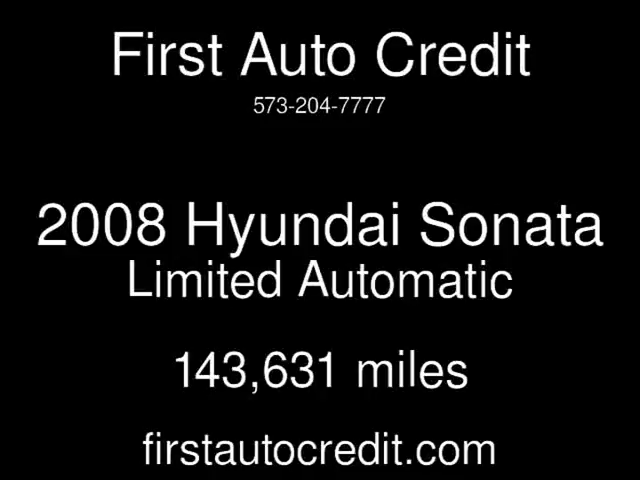 First Auto Credit
573-204-7777
2008 Hyundai Sonata
Limited Automatic
143,631 miles
firstautocredit.com